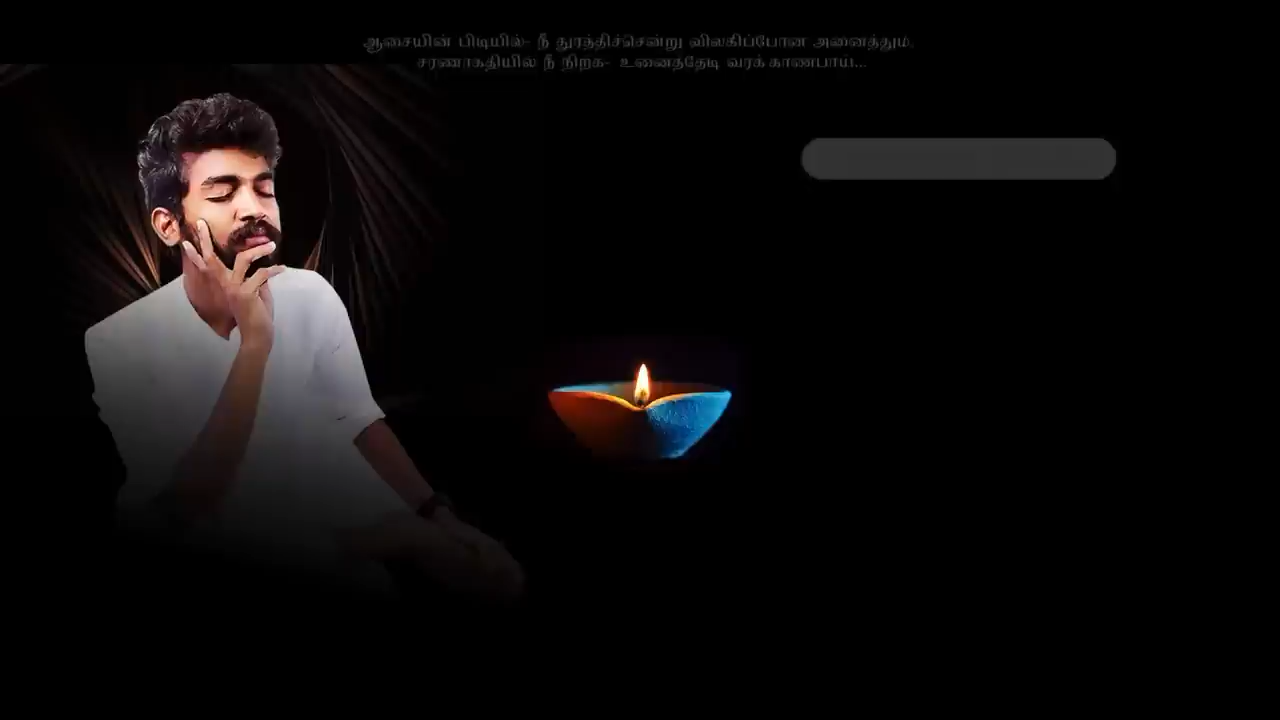 ஆசையின் பிடியில்- நீ துரத்திச்சென்று விலகிப்போன அனைத்தும்,
சரணாகதியில் நீ நிற்க- உனைத்தேடி வரக் காண்பாய்...